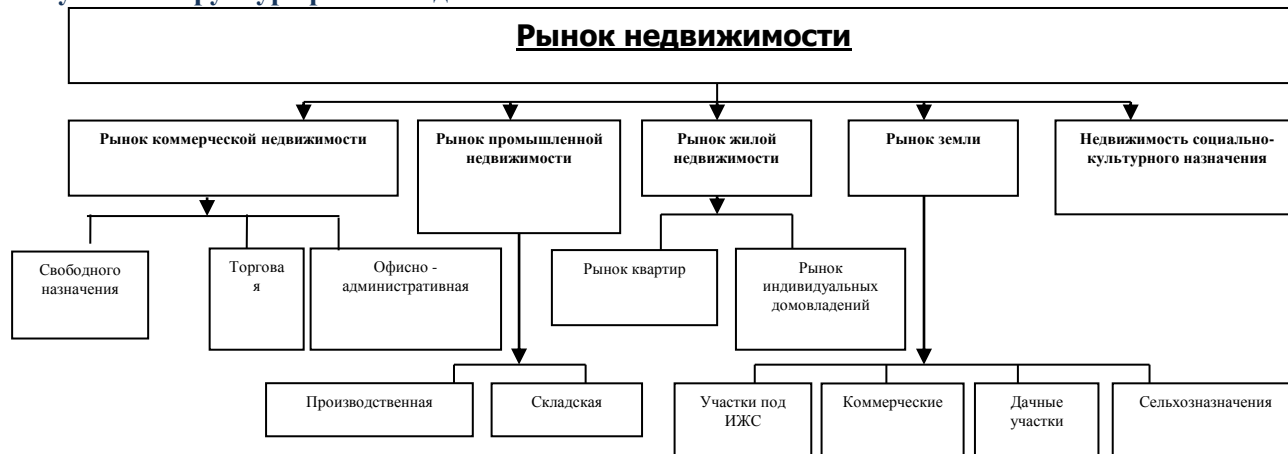 Рынок недвижимости
Рынок коммерческой недвижимости
Рынок промышленной
недвижимости
Рынок жилой
недвижимости
Рынок земли
Недвижимость социально-
культурного назначения
Свободного
назначения
Торгова
я
Офисно -
административная
Рынок квартир
Рынок
индивидуальных
домовладений
Производственная
Складская
Участки под
ИЖС
Коммерческие
Дачные
участки
Сельхозназначения